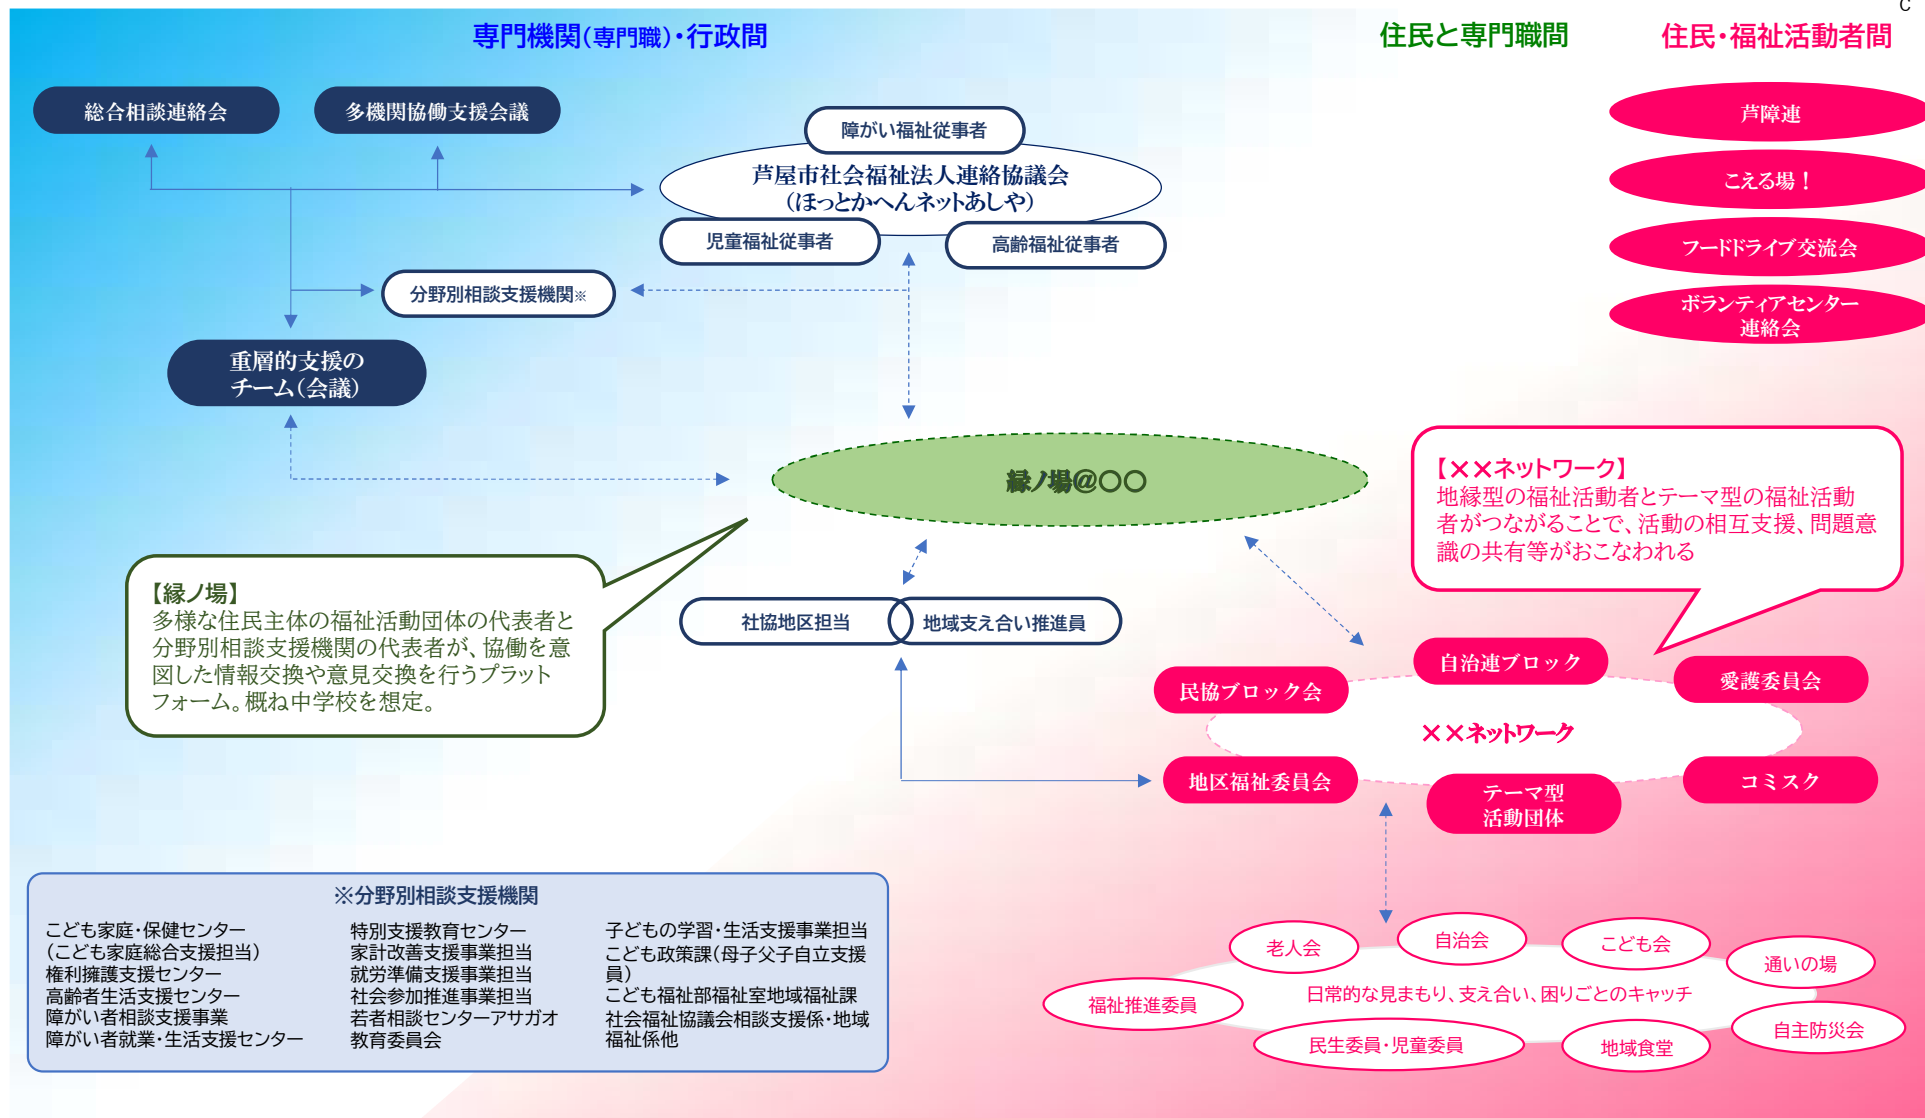 C
専門機関(専門職)・行政間
住民と専門職間
住民・福祉活動者間
総合相談連絡会
多機関協働支援会議
障がい福祉従事者
芦屋市社会福祉法人連絡協議会
(ほっとかへんネットあしや)
児童福祉従事者
高齢福祉従事者
分野別相談支援機関※
重層的支援の
チーム(会議)
芦障連
こえる場!
フードドライブ交流会
ボランティアセンター
連絡会
縁ノ場@〇〇
【××ネットワーク】
地縁型の福祉活動者とテーマ型の福祉活動
者がつながることで、活動の相互支援、問題意
識の共有等がおこなわれる
【縁ノ場】
多様な住民主体の福祉活動団体の代表者と
分野別相談支援機関の代表者が、協働を意
図した情報交換や意見交換を行うプラット
フォーム。概ね中学校を想定。
社協地区担当
地域支え合い推進員
自治連ブロック
民協ブロック会
愛護委員会
××ネットワーク
地区福祉委員会
テーマ型
活動団体
コミスク
※分野別相談支援機関
こども家庭・保健センター
(こども家庭総合支援担当)
権利擁護支援センター
高齢者生活支援センター
障がい者相談支援事業
障がい者就業・生活支援センター
特別支援教育センター
家計改善支援事業担当
就労準備支援事業担当
社会参加推進事業担当
若者相談センターアサガオ
教育委員会
子どもの学習・生活支援事業担当
こども政策課(母子父子自立支援
員)
こども福祉部福祉室地域福祉課
社会福祉協議会相談支援係・地域
福祉係他
老人会
自治会
こども会
通いの場
福祉推進委員
日常的な見まもり、支え合い、困りごとのキャッチ
自主防災会
民生委員・児童委員
地域食堂